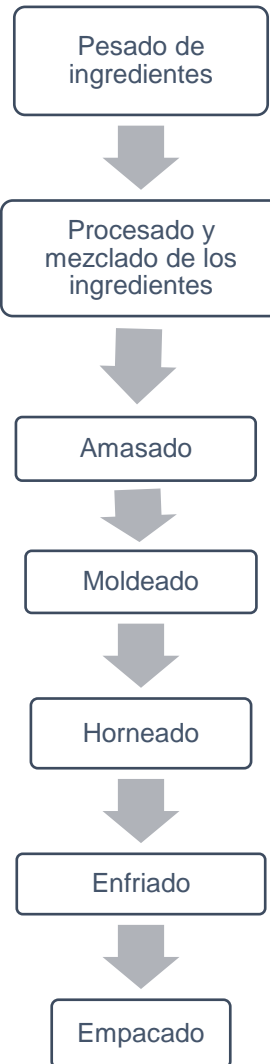 Pesado de
ingredientes
Procesado y
mezclado de los
ingredientes
Amasado
Moldeado
Horneado
Enfriado
Empacado